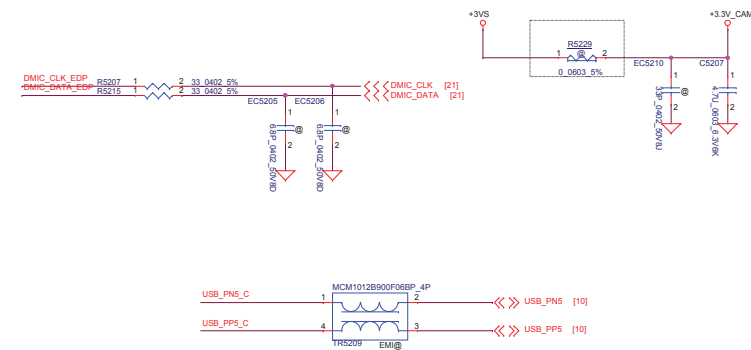 +3VS
+3.3V_CAM
R5229
@
1
2
0_0603_5%
EC5210
C5207
1
2
3.9P_0402_50V8J
@
1
2
4.7U_0603_6.3V6K
DMIC_CLK_EDP
R5207
1
2
33_0402_5%
DMIC_CLK [21]
DMIC_DATA_EDP
R5215
1
2
33_0402_5%
DMIC_DATA [21]
EC5205
EC5206
1
2
6.8P_0402_50V8D
@
1
2
6.8P_0402_50V8D
@
MCM1012B900F06BP_4P
USB_PN5_C
1
2
USB_PN5 [10]
USB_PP5_C
4
3
USB_PP5 [10]
TR5209
EMI@